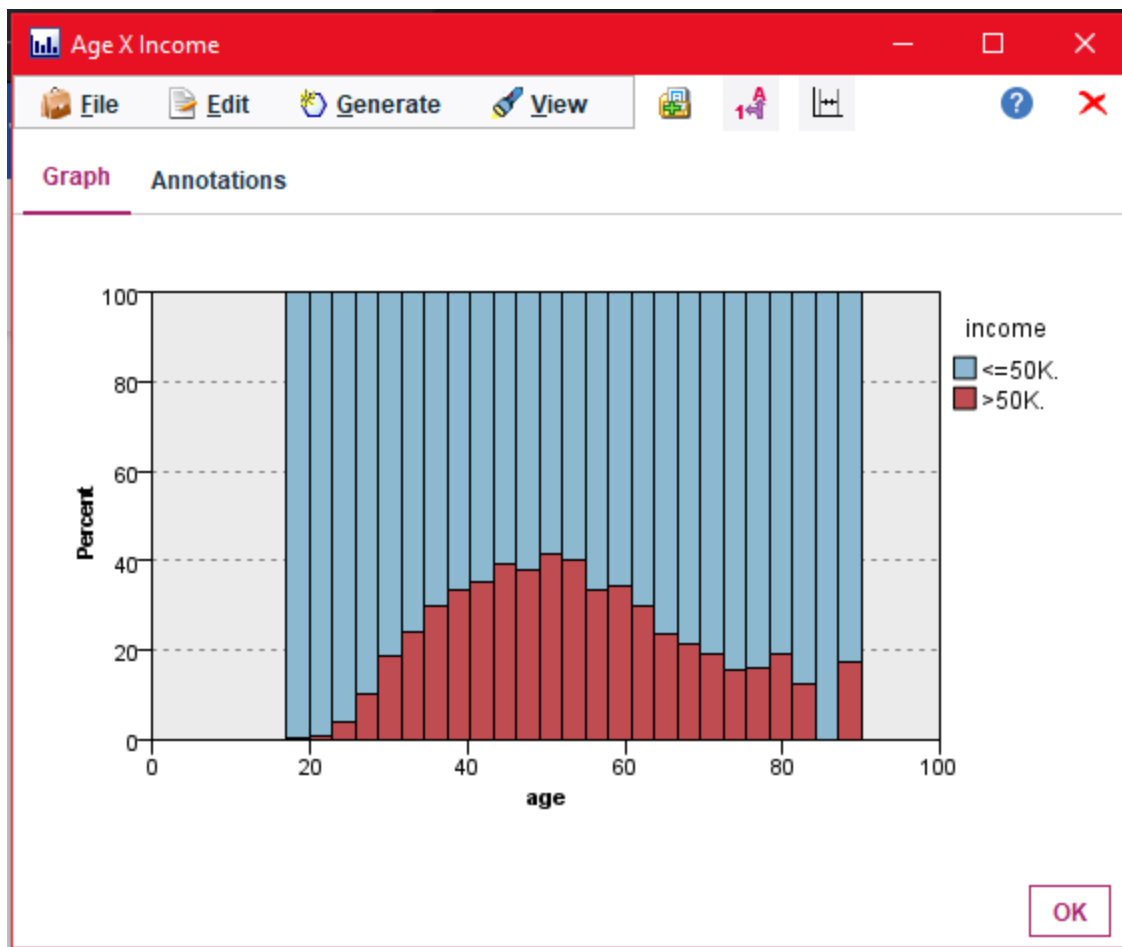 Age X Income
File Edit Generate View
Graph Annotations
100
80
60
40
20
0
Percent
0 20 40 60 80 100
age
income
<=50K.
>50K.
OK